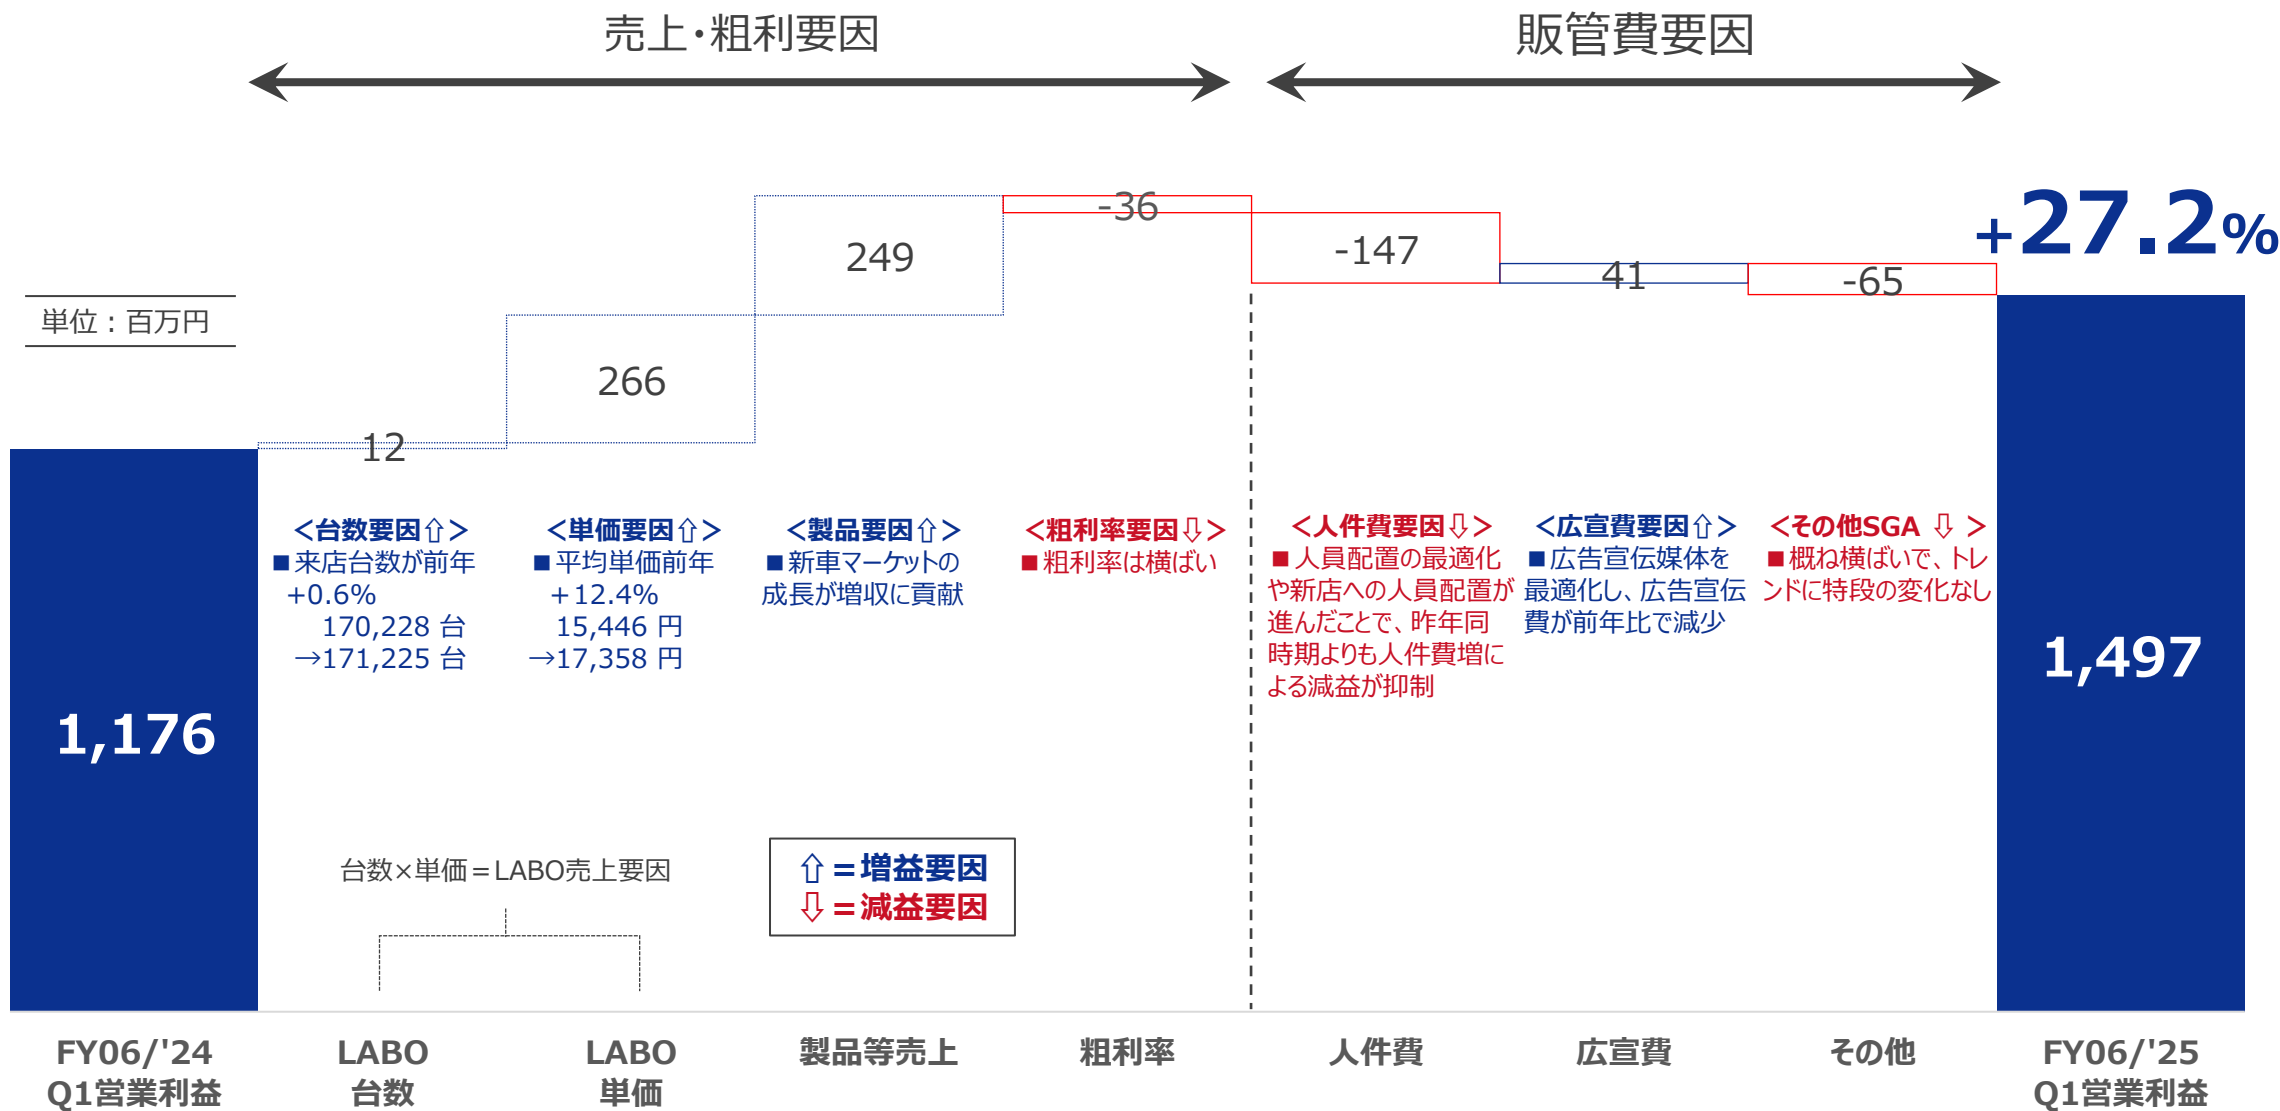 売上・粗利要因
販管費要因
+27.2%
単位：百万円
12
266
249
-36
-147
41
-65
1,176
1,497
＜台数要因⇧＞
■来店台数が前年
+0.6%
170,228 台
→171,225 台
＜単価要因⇧＞
■平均単価前年
+12.4%
15,446 円
→17,358 円
＜製品要因⇧＞
■新車マーケットの
成長が増収に貢献
＜粗利率要因⇩＞
■粗利率は横ばい
＜人件費要因⇩＞
■人員配置の最適化
や新店への人員配置が
進んだことで、昨年同
時期よりも人件費増に
よる減益が抑制
＜広宣費要因⇧＞
■広告宣伝媒体を
最適化し、広告宣伝
費が前年比で減少
＜その他SGA ⇩ ＞
■概ね横ばいで、トレ
ンドに特段の変化なし
台数×単価＝LABO売上要因
⇧＝増益要因
⇩＝減益要因
FY06/'24
Q1営業利益
LABO
台数
LABO
単価
製品等売上
粗利率
人件費
広宣費
その他
FY06/'25
Q1営業利益